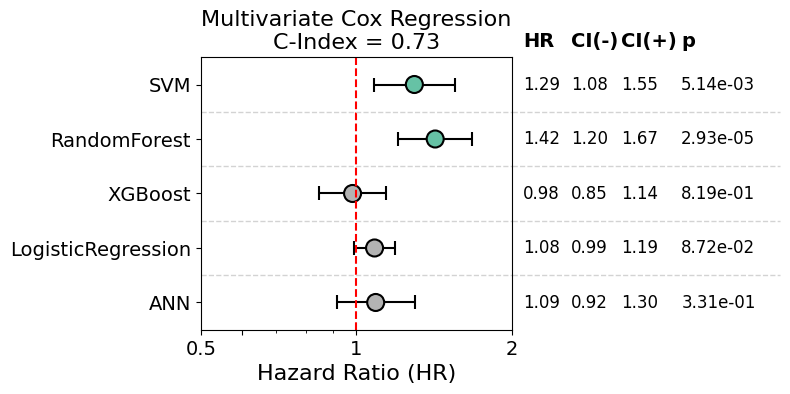 Multivariate Cox Regression
C-Index = 0.73
HR CI(-) CI(+) p
SVM 1.29 1.08 1.55 5.14e-03
RandomForest 1.42 1.20 1.67 2.93e-05
XGBoost 0.98 0.85 1.14 8.19e-01
LogisticRegression 1.08 0.99 1.19 8.72e-02
ANN 1.09 0.92 1.30 3.31e-01
0.5 1 2
Hazard Ratio (HR)